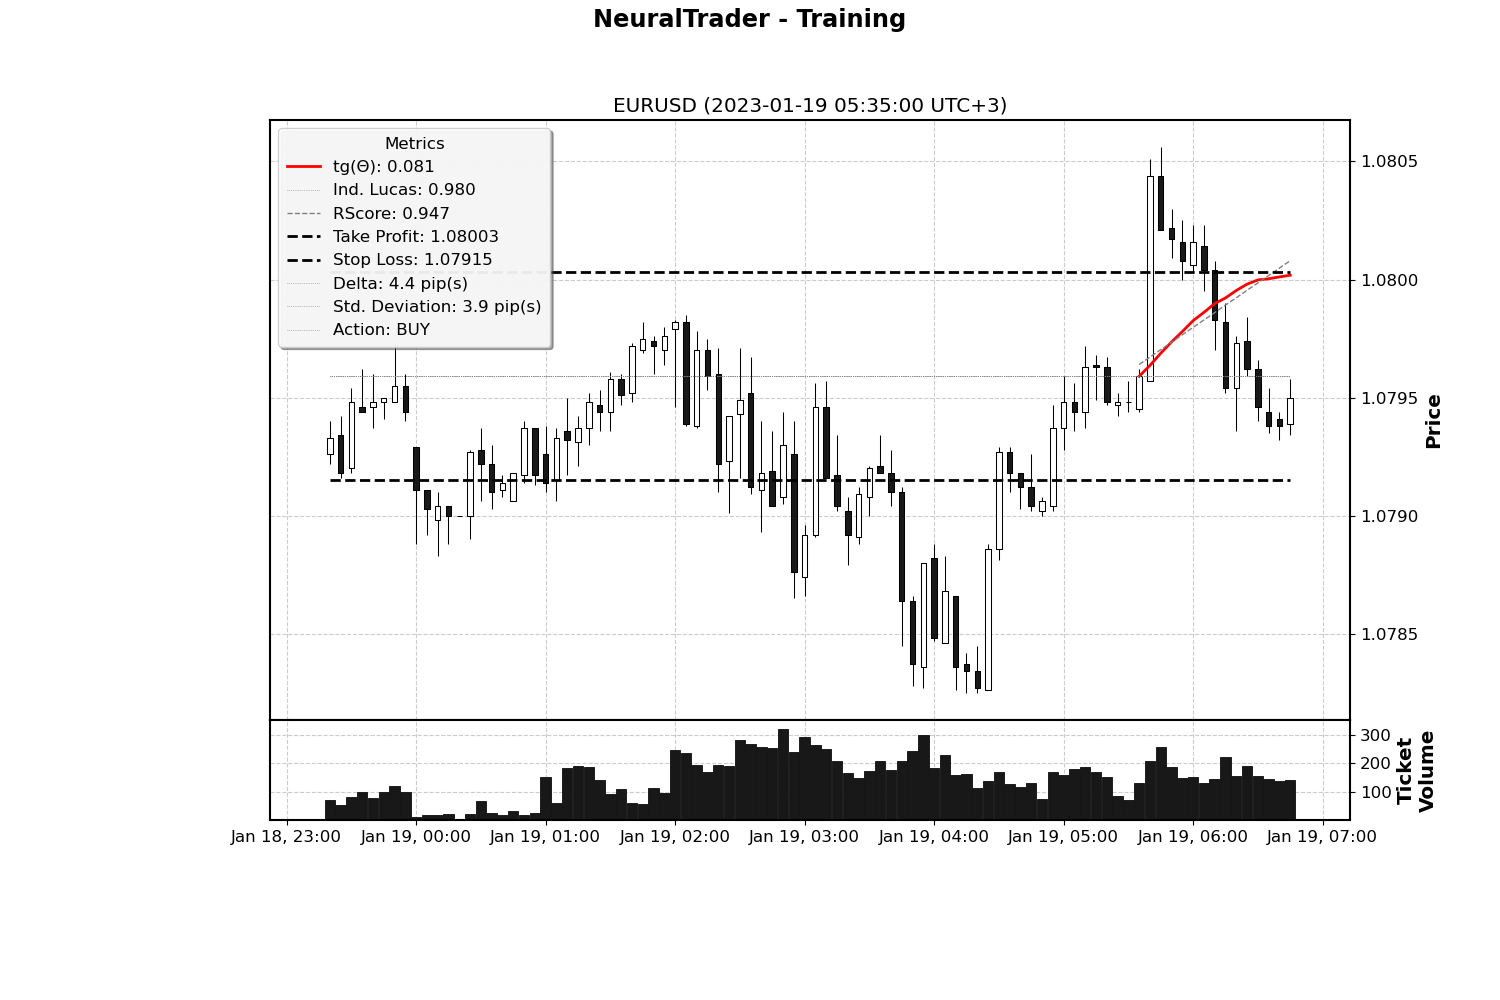 NeuralTrader - Training
EURUSD (2023-01-19 05:35:00 UTC+3)
Metrics
tg(Θ): 0.081
Ind. Lucas: 0.980
RScore: 0.947
Take Profit: 1.08003
Stop Loss: 1.07915
Delta: 4.4 pip(s)
Std. Deviation: 3.9 pip(s)
Action: BUY
1.0805
1.0800
1.0795
1.0790
1.0785
Price
300
200
100
Ticket
Volume
Jan 18, 23:00
Jan 19, 00:00
Jan 19, 01:00
Jan 19, 02:00
Jan 19, 03:00
Jan 19, 04:00
Jan 19, 05:00
Jan 19, 06:00
Jan 19, 07:00